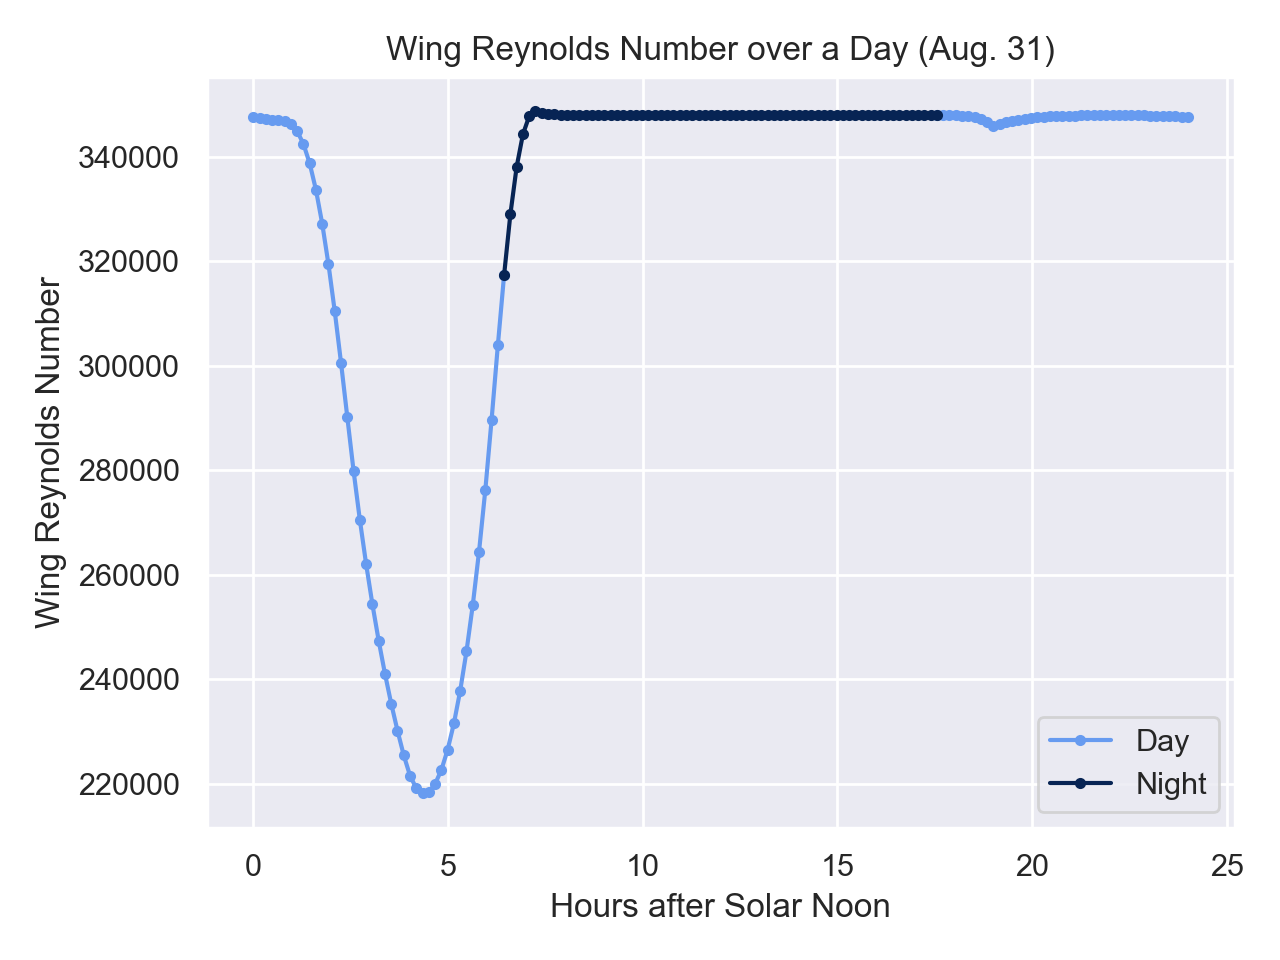 Wing Reynolds Number over a Day (Aug. 31)
Wing Reynolds Number
340000
320000
300000
280000
260000
240000
220000
0
5
10
15
20
25
Hours after Solar Noon
Day
Night